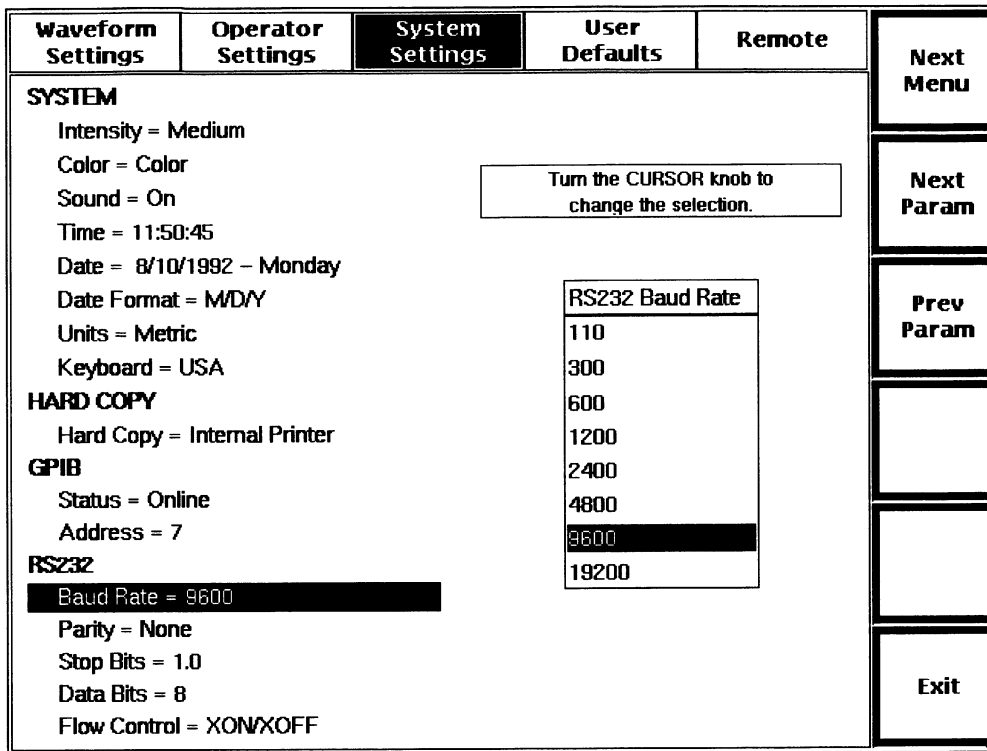 Waveform Settings
Operator Settings
System Settings
User Defaults
Remote
Next Menu
Next Param
Prev Param
Exit
SYSTEM
Intensity = Medium
Color = Color
Sound = On
Time = 11:50:45
Date = 8/10/1992 – Monday
Date Format = M/D/Y
Units = Metric
Keyboard = USA
HARD COPY
Hard Copy = Internal Printer
GPIB
Status = Online
Address = 7
RS232
Baud Rate = 9600
Parity = None
Stop Bits = 1.0
Data Bits = 8
Flow Control = XON/XOFF
Turn the CURSOR knob to
change the selection.
RS232 Baud Rate
110
300
600
1200
2400
4800
9600
19200